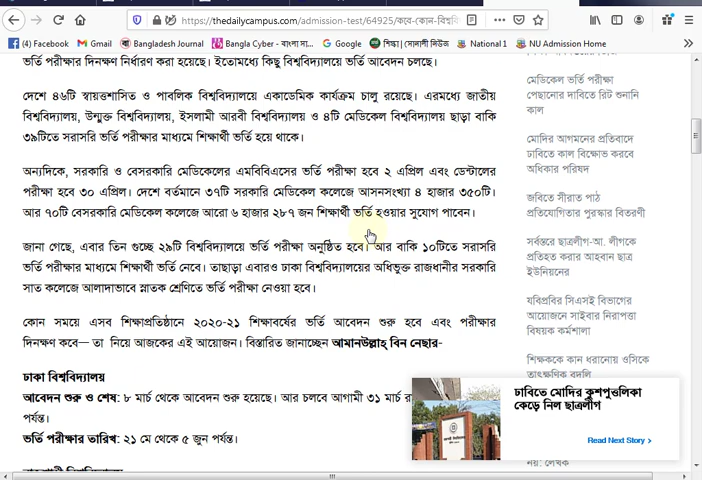 https://thedailycampus.com/admission-test/64925/কবে-কোন-বিশ্ববি
(4) Facebook
Gmail
Bangladesh Journal
Bangla Cyber - বাংলা সা...
Google
শিক্ষা | সোনালী নিউজ
National 1
NU Admission Home
ভর্তি পরীক্ষার দিনক্ষণ নির্ধারণ করা হয়েছে। ইতোমধ্যে কিছু বিশ্ববিদ্যালয়ে ভর্তি আবেদন চলছে।
দেশে ৪৬টি স্বায়ত্তশাসিত ও পাবলিক বিশ্ববিদ্যালয়ে একাডেমিক কার্যক্রম চালু রয়েছে। এরমধ্যে জাতীয়
বিশ্ববিদ্যালয়, উন্মুক্ত বিশ্ববিদ্যালয়, ইসলামী আরবী বিশ্ববিদ্যালয় ও ৪টি মেডিকেল বিশ্ববিদ্যালয় ছাড়া বাকি
৩৯টিতে সরাসরি ভর্তি পরীক্ষার মাধ্যমে শিক্ষার্থী ভর্তি হয়ে থাকে।
অন্যদিকে, সরকারি ও বেসরকারি মেডিকেলের এমবিবিএসের ভর্তি পরীক্ষা হবে ২ এপ্রিল এবং ডেন্টালের
পরীক্ষা হবে ৩০ এপ্রিল। দেশে বর্তমানে ৩৭টি সরকারি মেডিকেল কলেজে আসনসংখ্যা ৪ হাজার ৩৫০টি।
আর ৭০টি বেসরকারি মেডিকেল কলেজে আরো ৬ হাজার ২৮৭ জন শিক্ষার্থী ভর্তি হওয়ার সুযোগ পাবেন।
জানা গেছে, এবার তিন গুচ্ছে ২৯টি বিশ্ববিদ্যালয়ে ভর্তি পরীক্ষা অনুষ্ঠিত হবে। আর বাকি ১০টিতে সরাসরি
ভর্তি পরীক্ষার মাধ্যমে শিক্ষার্থী ভর্তি নেবে। তাছাড়া এবারও ঢাকা বিশ্ববিদ্যালয়ের অধিভুক্ত রাজধানীর সরকারি
সাত কলেজে আলাদাভাবে স্নাতক শ্রেণিতে ভর্তি পরীক্ষা নেওয়া হবে।
কোন সময়ে এসব শিক্ষাপ্রতিষ্ঠানে ২০২০-২১ শিক্ষাবর্ষের ভর্তি আবেদন শুরু হবে এবং পরীক্ষার
দিনক্ষণ কবে— তা নিয়ে আজকের এই আয়োজন। বিস্তারিত জানাচ্ছেন আমানউল্লাহ্ বিন নেছার-
ঢাকা বিশ্ববিদ্যালয়
আবেদন শুরু ও শেষ: ৮ মার্চ থেকে আবেদন শুরু হয়েছে। আর চলবে আগামী ৩১ মার্চ
পর্যন্ত।
ভর্তি পরীক্ষার তারিখ: ২১ মে থেকে ৫ জুন পর্যন্ত।
মেডিকেল ভর্তি পরীক্ষা
পেছানোর দাবিতে রিট শুনানি
কাল
মোদির আগমনের প্রতিবাদে
ঢাবিতে কাল বিক্ষোভ করবে
অধিকার পরিষদ
জবিতে সীরাত পাঠ
প্রতিযোগিতার পুরস্কার বিতরণী
সর্বস্তরে ছাত্রলীগ-আ. লীগকে
প্রতিহত করার আহবান ছাত্র
ইউনিয়নের
যবিপ্রবির সিএসই বিভাগের
আয়োজনে সাইবার নিরাপত্তা
বিষয়ক কর্মশালা
শিক্ষককে কান ধরানোয় ওসিকে
তাৎক্ষণিক বদলি
ঢাবিতে মোদির কুশপুত্তলিকা
কেড়ে নিল ছাত্রলীগ
Read Next Story >
নয়: লেখক